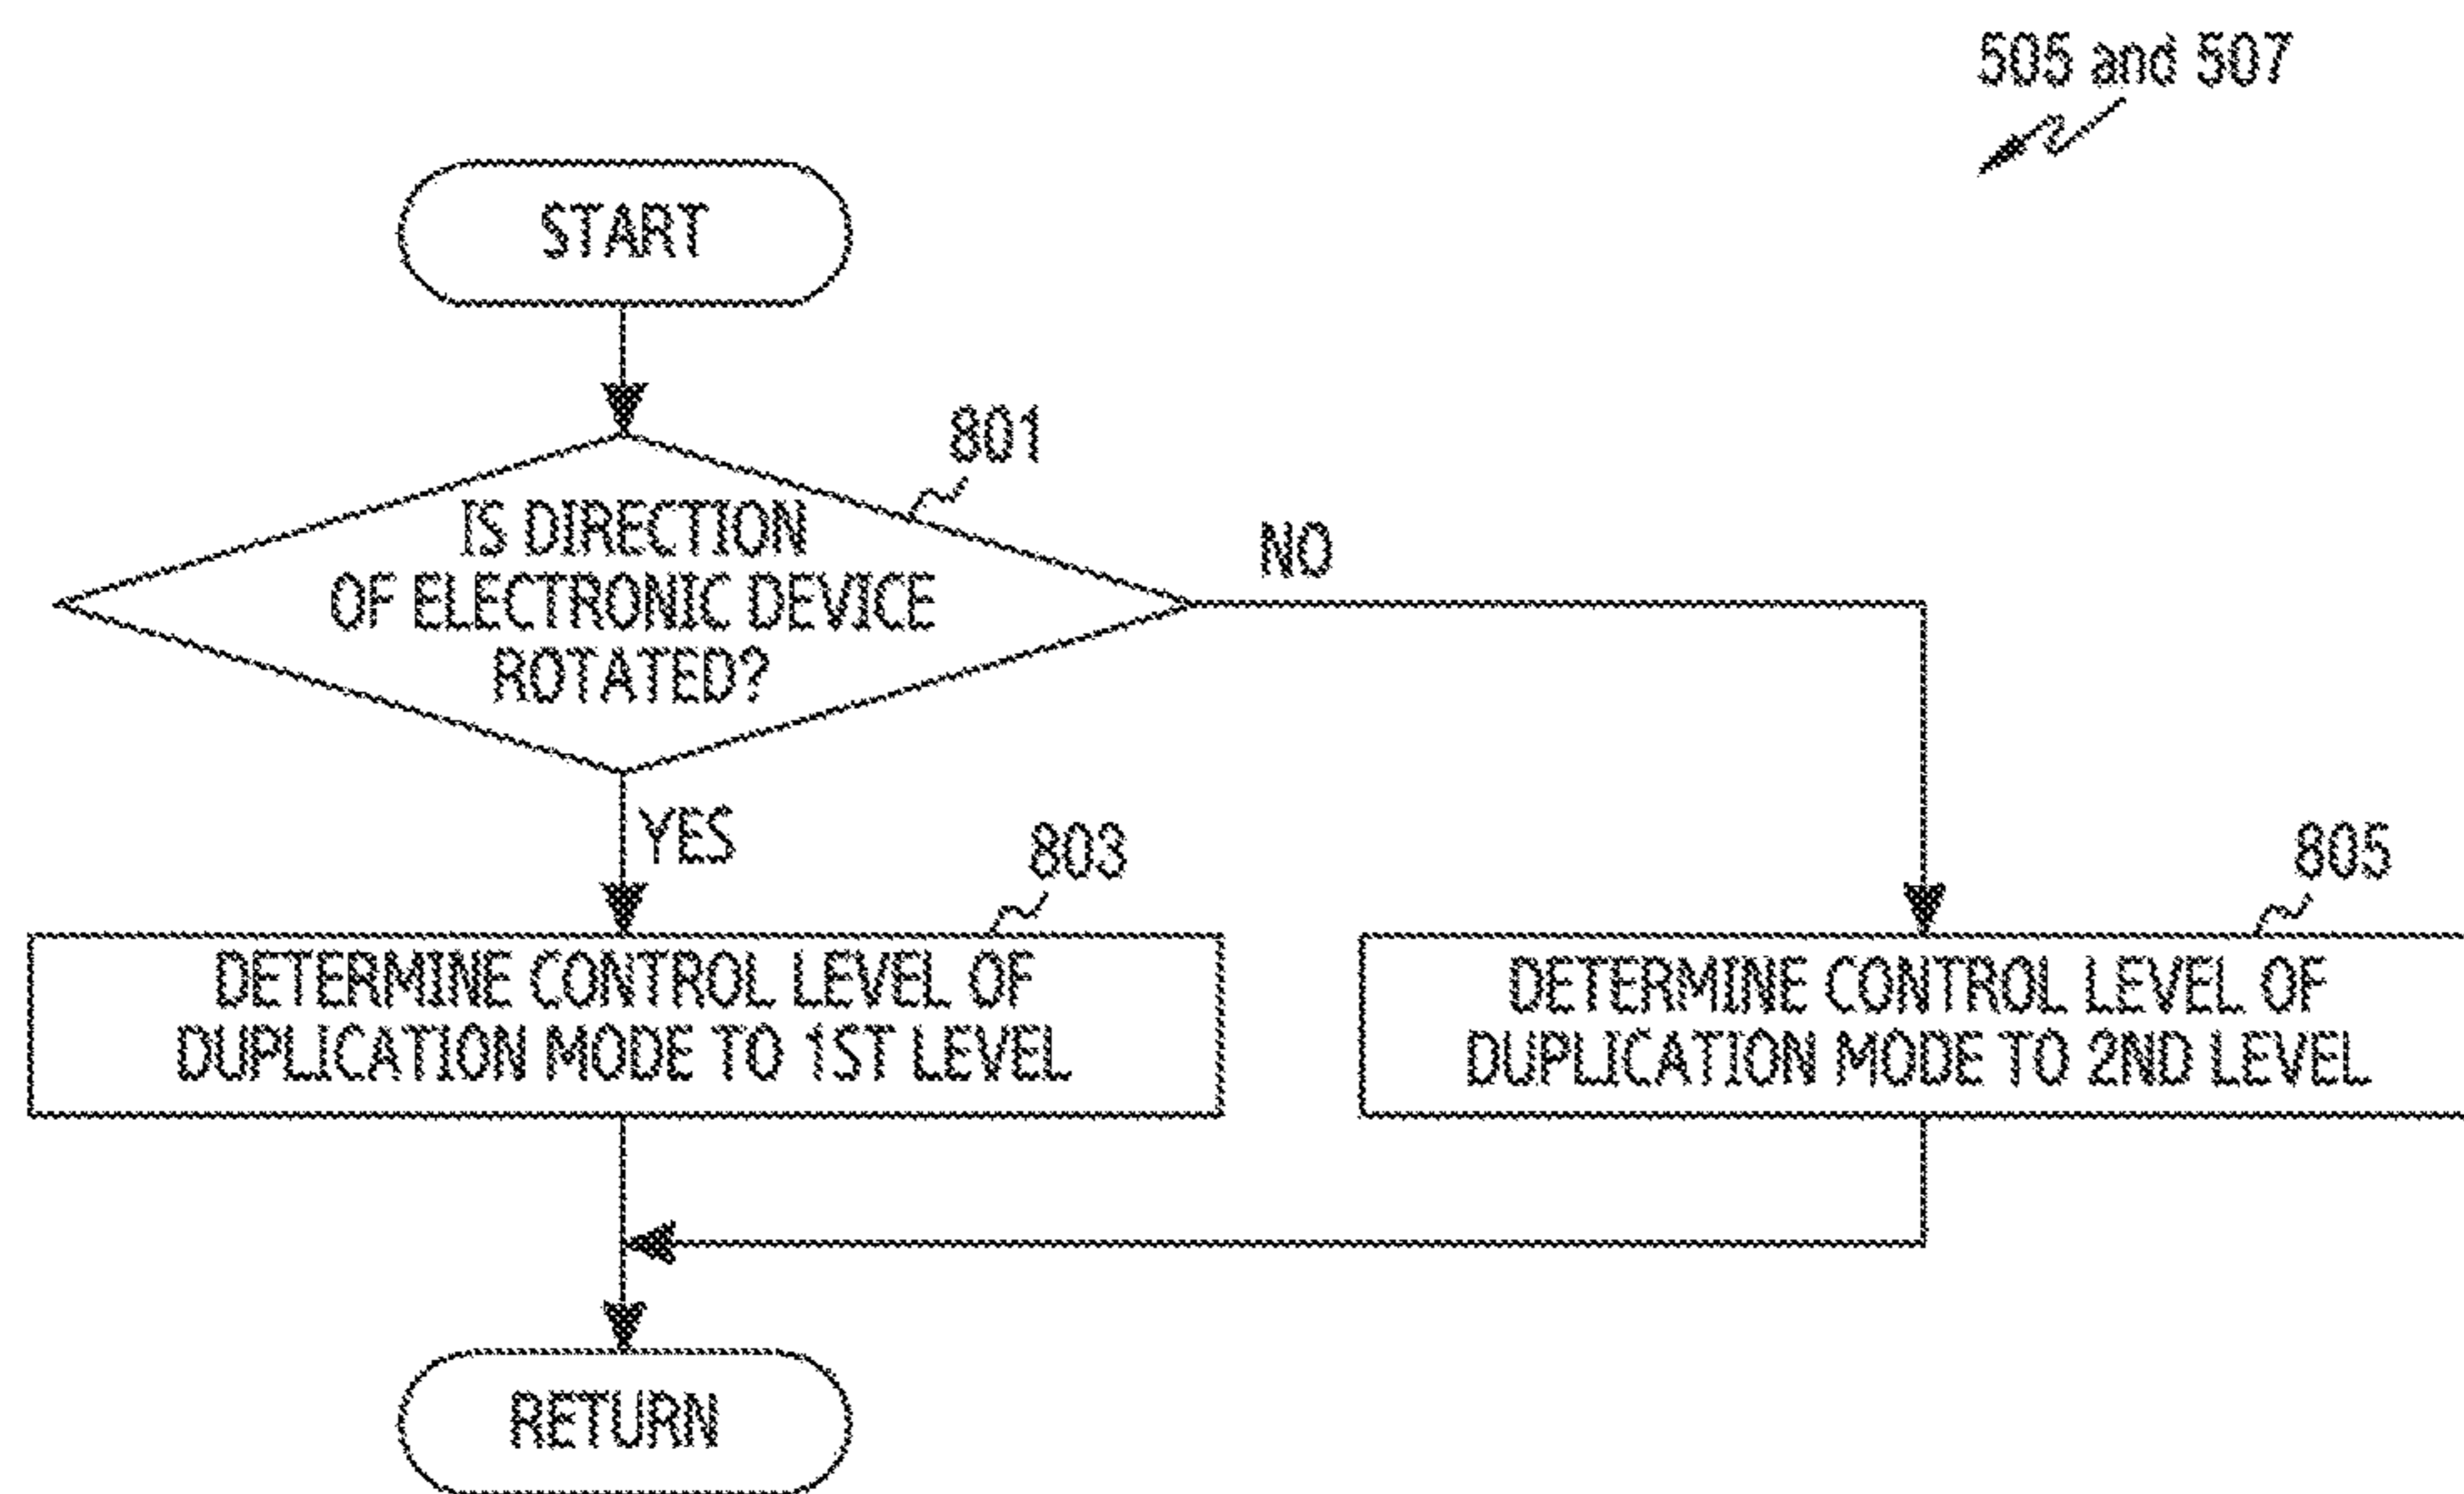 505 and 507
START
801
IS DIRECTION
OF ELECTRONIC DEVICE
ROTATED?
NO
YES
803
805
DETERMINE CONTROL LEVEL OF
DUPLICATION MODE TO 1ST LEVEL
DETERMINE CONTROL LEVEL OF
DUPLICATION MODE TO 2ND LEVEL
RETURN